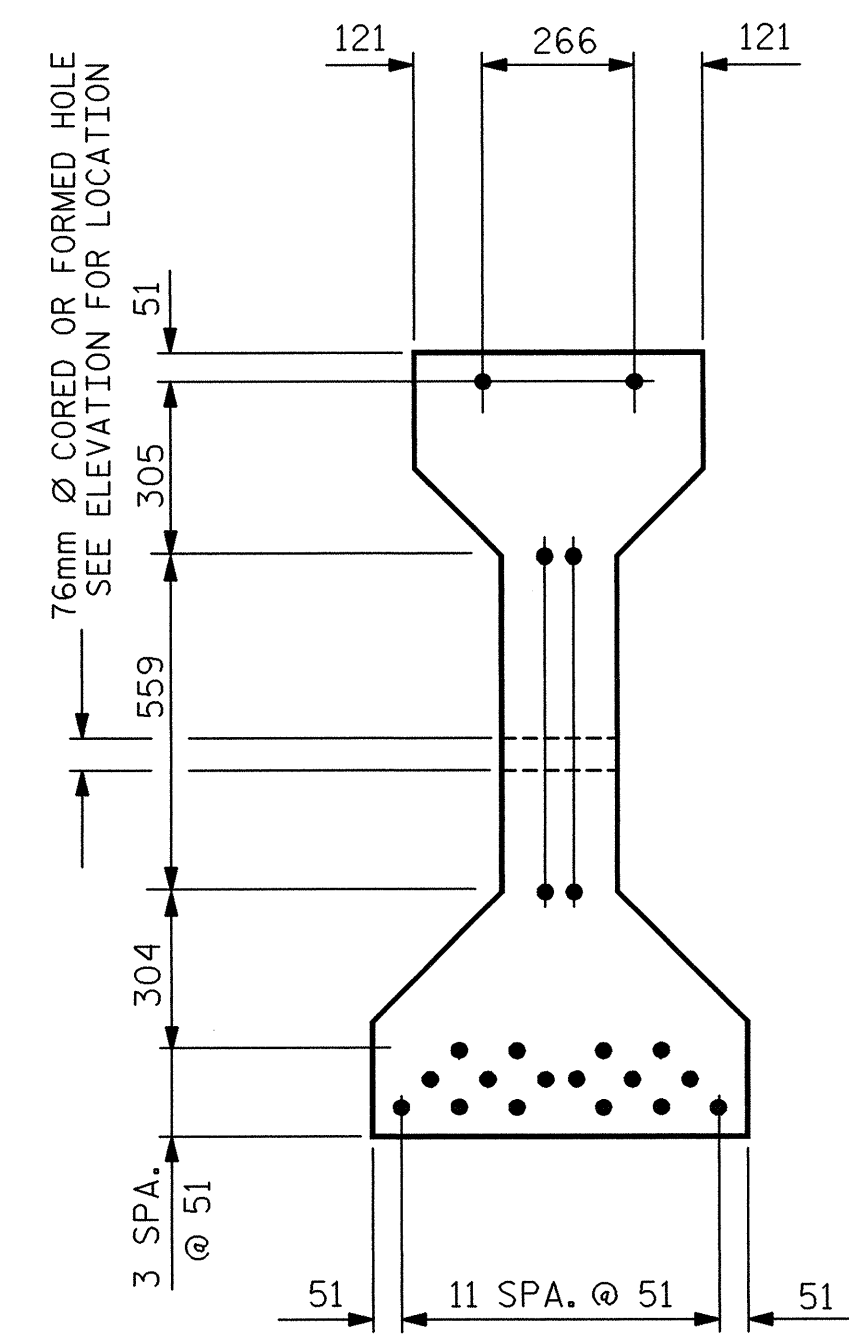 121
266
121
76mm Ø CORED OR FORMED HOLE
SEE ELEVATION FOR LOCATION
51
305
559
304
3 SPA.
@ 51
51
11 SPA. @ 51
51